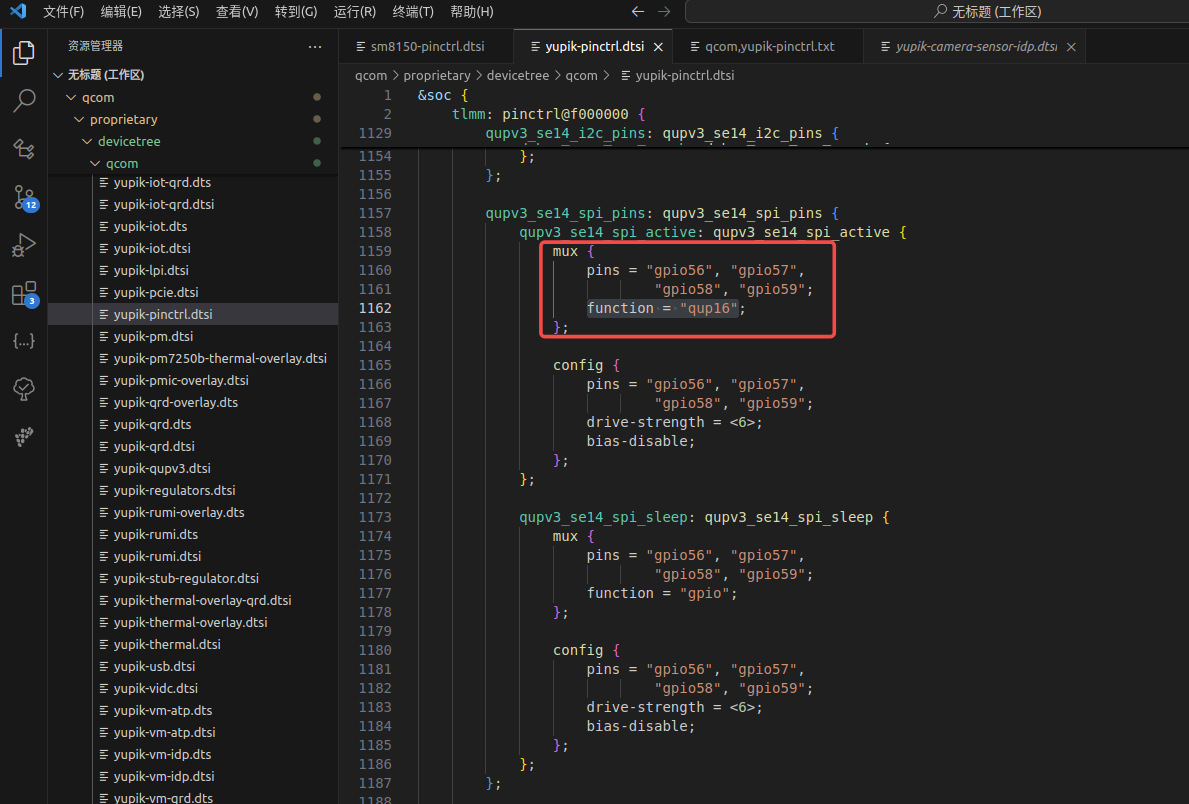 文件(F) 编辑(E) 选择(S) 查看(V) 转到(G) 运行(R) 终端(T) 帮助(H) 无标题 (工作区)
资源管理器
sm8150-pinctrl.dtsi yupik-pinctrl.dtsi qcom,yupik-pinctrl.txt yupik-camera-sensor-idp.dtsi
无标题 (工作区)
qcom
proprietary
devicetree
qcom
yupik-iot-qrd.dts
yupik-iot-qrd.dtsi
yupik-iot.dts
yupik-iot.dtsi
yupik-lpi.dtsi
yupik-pcie.dtsi
yupik-pinctrl.dtsi
yupik-pm.dtsi
yupik-pm7250b-thermal-overlay.dtsi
yupik-pmic-overlay.dtsi
yupik-qrd-overlay.dts
yupik-qrd.dts
yupik-qrd.dtsi
yupik-qupv3.dtsi
yupik-regulators.dtsi
yupik-rumi-overlay.dts
yupik-rumi.dts
yupik-rumi.dtsi
yupik-stub-regulator.dtsi
yupik-thermal-overlay-qrd.dtsi
yupik-thermal-overlay.dtsi
yupik-thermal.dtsi
yupik-usb.dtsi
yupik-vidc.dtsi
yupik-vm-atp.dts
yupik-vm-atp.dtsi
yupik-vm-idp.dts
yupik-vm-idp.dtsi
yupik-vm-qrd.dts
12
3
qcom > proprietary > devicetree > qcom > yupik-pinctrl.dtsi
1 &soc {
2 tlmm: pinctrl@f000000 {
1129 qupv3_se14_i2c_pins: qupv3_se14_i2c_pins {
1154 };
1155 };
1156
1157 qupv3_se14_spi_pins: qupv3_se14_spi_pins {
1158 qupv3_se14_spi_active: qupv3_se14_spi_active {
1159 mux {
1160 pins = "gpio56", "gpio57",
1161 "gpio58", "gpio59";
1162 function = "qup16";
1163 };
1164
1165 config {
1166 pins = "gpio56", "gpio57",
1167 "gpio58", "gpio59";
1168 drive-strength = <6>;
1169 bias-disable;
1170 };
1171 };
1172
1173 qupv3_se14_spi_sleep: qupv3_se14_spi_sleep {
1174 mux {
1175 pins = "gpio56", "gpio57",
1176 "gpio58", "gpio59";
1177 function = "gpio";
1178 };
1179
1180 config {
1181 pins = "gpio56", "gpio57",
1182 "gpio58", "gpio59";
1183 drive-strength = <6>;
1184 bias-disable;
1185 };
1186 };
1187 };
1188